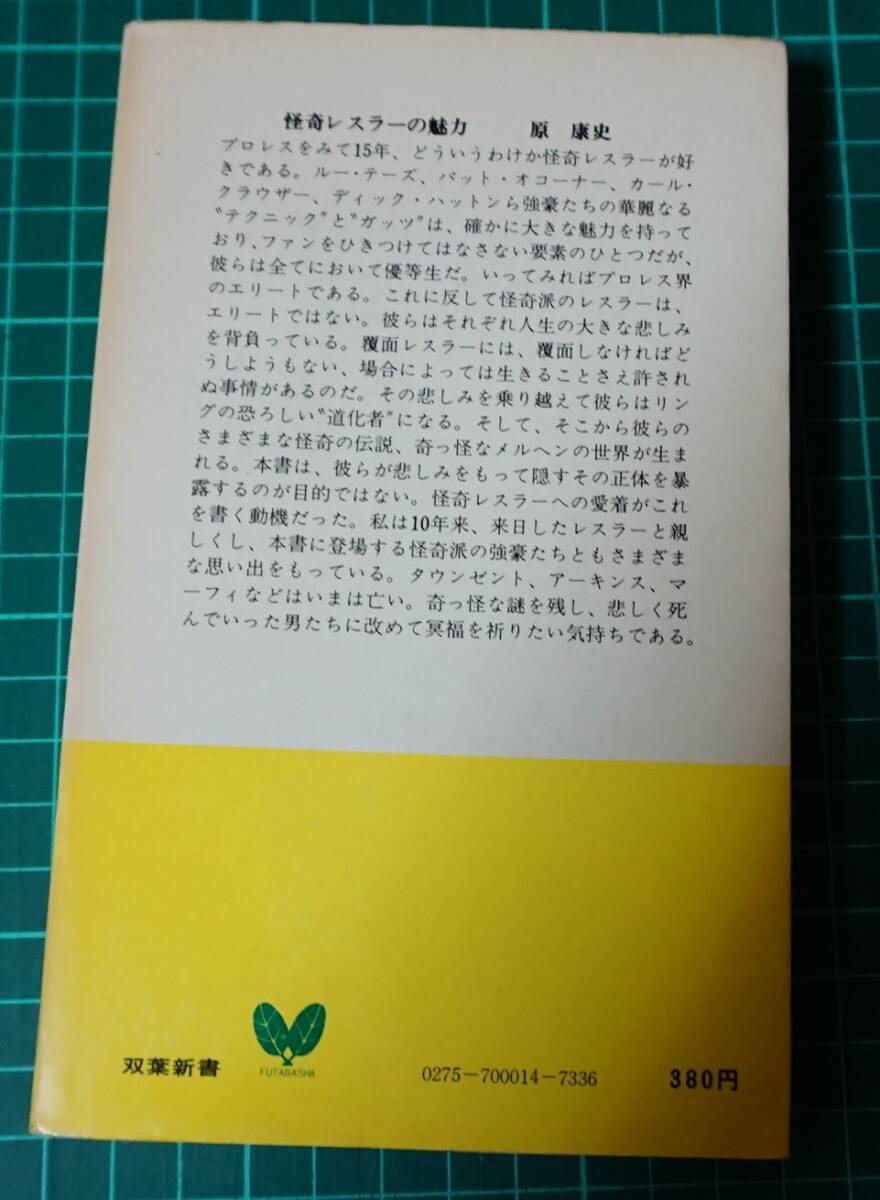 怪奇レスラーの魅力　原　康史
プロレスをみて15年、どういうわけか怪奇レスラーが好
きである。ルー・テーズ、パット・オコーナー、カール・
クラウザー、ディック・ハットンら強豪たちの華麗なる
“テクニック”と“ガッツ”は、確かに大きな魅力を持って
おり、ファンをひきつけてはなさない要素のひとつだが、
彼らは全てにおいて優等生だ。いってみればプロレス界
のエリートである。これに反して怪奇派のレスラーは、
エリートではない。彼らはそれぞれ人生の大きな悲しみ
を背負っている。覆面レスラーには、覆面しなければど
うしようもない、場合によっては生きることさえ許され
ぬ事情があるのだ。その悲しみを乗り越えて彼らはリン
グの恐ろしい“道化者”になる。そして、そこから彼らの
さまざまな怪奇の伝説、奇っ怪なメルヘンの世界が生ま
れる。本書は、彼らが悲しみをもって隠すその正体を暴
露するのが目的ではない。怪奇レスラーへの愛着がこれ
を書く動機だった。私は10年来、来日したレスラーと親
しくし、本書に登場する怪奇派の強豪たちともさまざま
な思い出をもっている。タウンゼント、アーキンス、マ
ーフィなどはいまは亡い。奇っ怪な謎を残し、悲しく死
んでいった男たちに改めて冥福を祈りたい気持ちである。
双葉新書
FUTABASHA
0275-700014-7336
380円